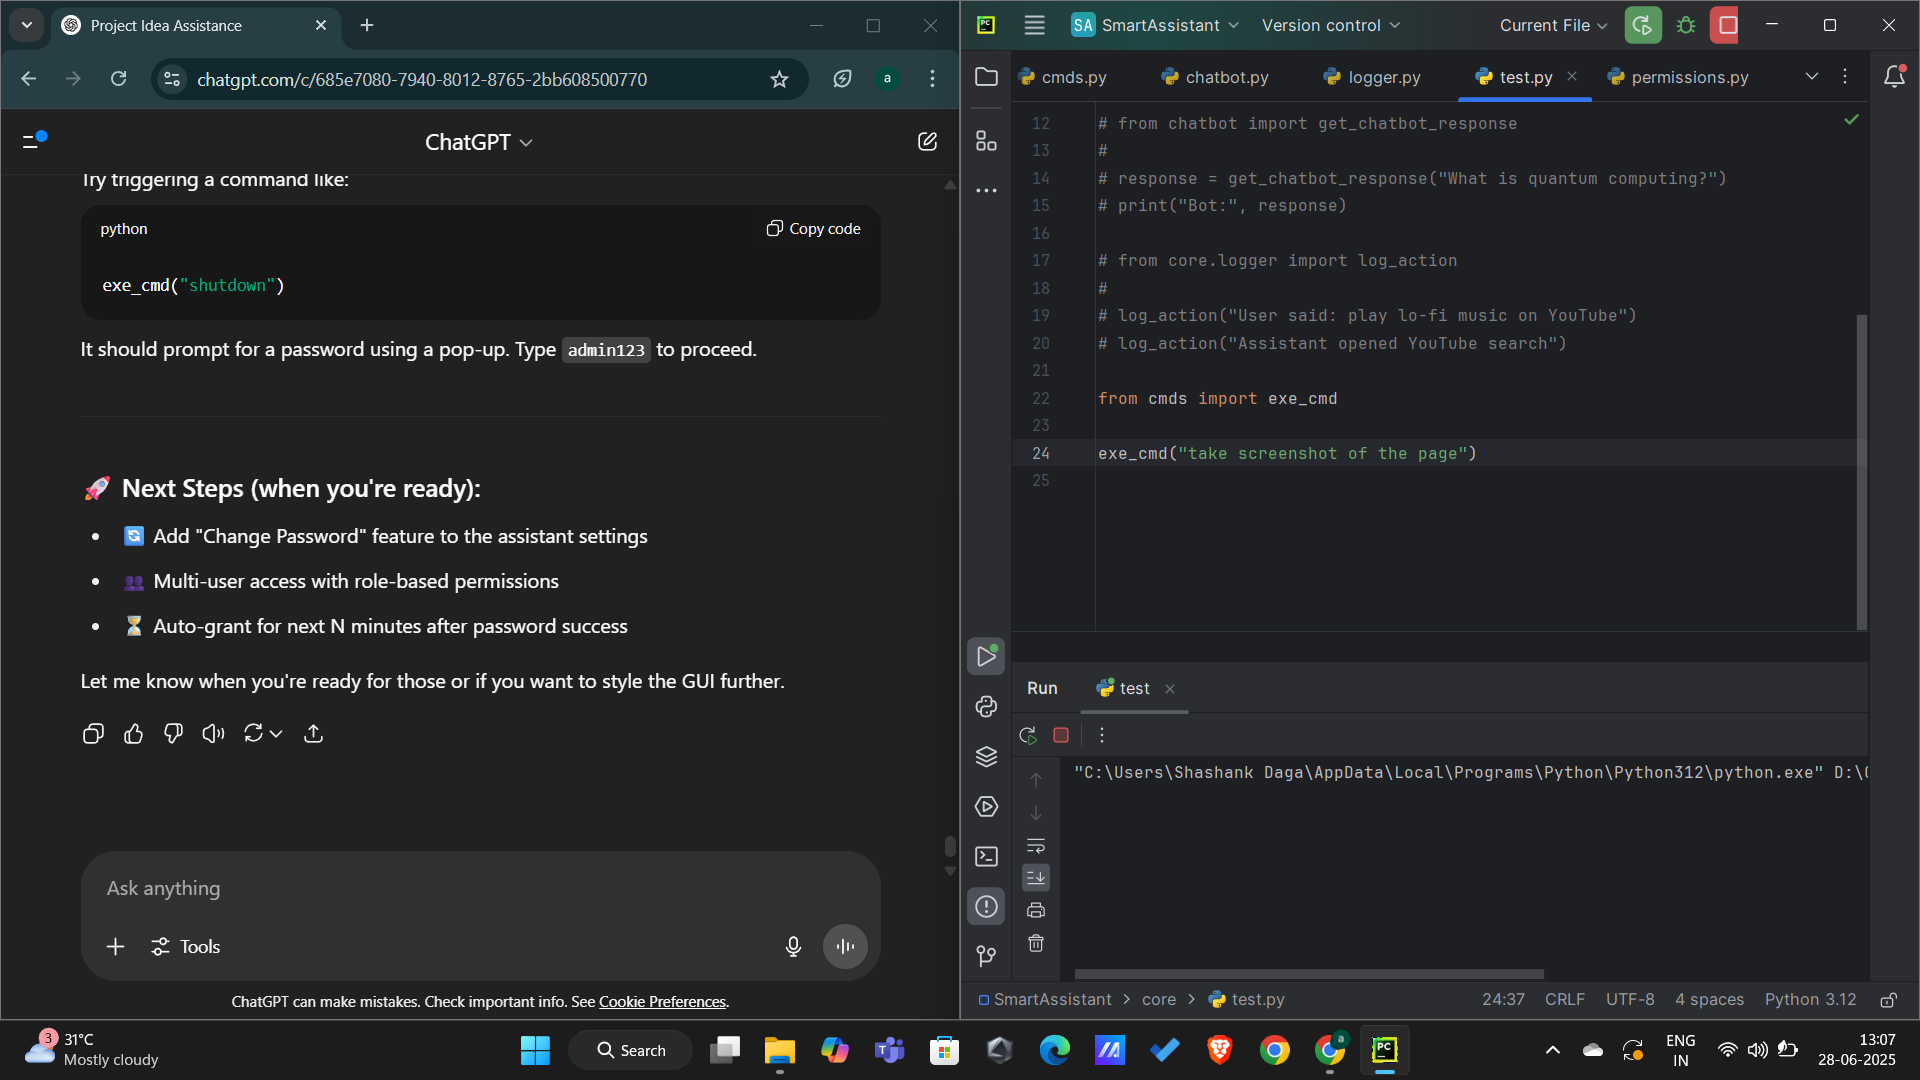 Project Idea Assistance
chatgpt.com/c/685e7080-7940-8012-8765-2bb608500770
a
ChatGPT
Try triggering a command like:
python
Copy code
exe_cmd("shutdown")
It should prompt for a password using a pop-up. Type admin123 to proceed.
🚀 Next Steps (when you're ready):
• 🔄 Add "Change Password" feature to the assistant settings
• 👥 Multi-user access with role-based permissions
• ⏳ Auto-grant for next N minutes after password success
Let me know when you're ready for those or if you want to style the GUI further.
Ask anything
Tools
ChatGPT can make mistakes. Check important info. See Cookie Preferences.
PC
SA SmartAssistant
Version control
Current File
cmds.py
chatbot.py
logger.py
test.py
permissions.py
12 # from chatbot import get_chatbot_response
13 #
14 # response = get_chatbot_response("What is quantum computing?")
15 # print("Bot:", response)
16
17 # from core.logger import log_action
18 #
19 # log_action("User said: play lo-fi music on YouTube")
20 # log_action("Assistant opened YouTube search")
21
22 from cmds import exe_cmd
23
24 exe_cmd("take screenshot of the page")
25
Run
test
"C:\Users\Shashank Daga\AppData\Local\Programs\Python\Python312\python.exe" D:\
SmartAssistant > core > test.py
24:37 CRLF UTF-8 4 spaces Python 3.12
3
31°C
Mostly cloudy
Search
a
PC
ENG
IN
13:07
28-06-2025